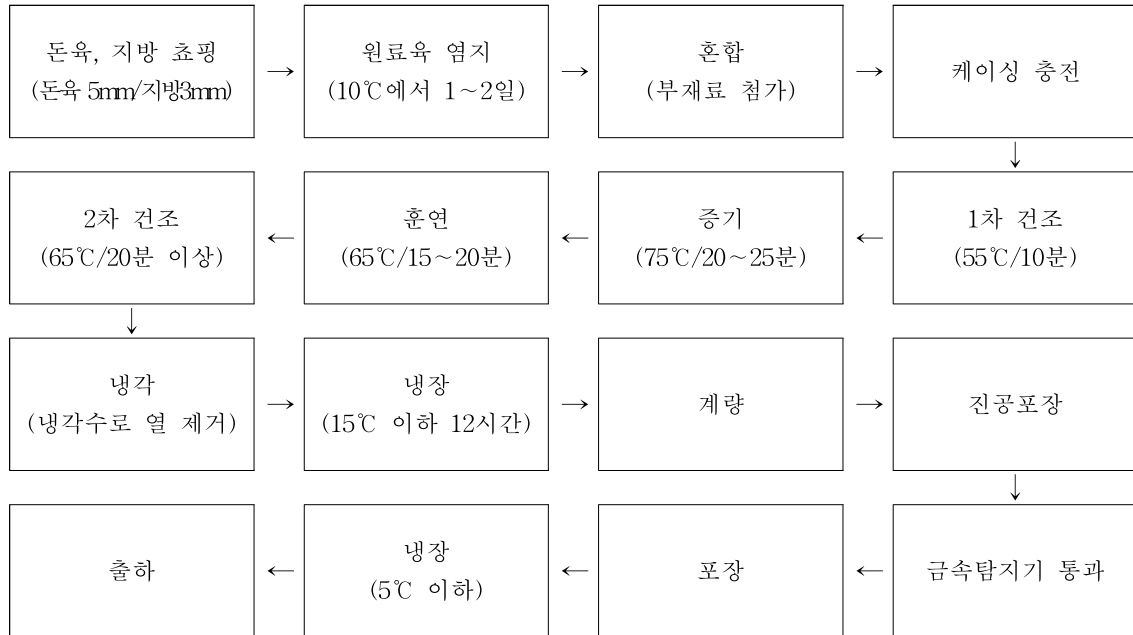 돈육, 지방 쵸핑
(돈육 5mm/지방3mm)
→
원료육 염지
(10℃에서 1~2일)
→
혼합
(부재료 첨가)
→
케이싱 충전
↓
1차 건조
(55℃/10분)
←
증기
(75℃/20~25분)
←
훈연
(65℃/15~20분)
←
2차 건조
(65℃/20분 이상)
↓
냉각
(냉각수로 열 제거)
→
냉장
(15℃ 이하 12시간)
→
계량
→
진공포장
↓
금속탐지기 통과
←
포장
←
냉장
(5℃ 이하)
←
출하